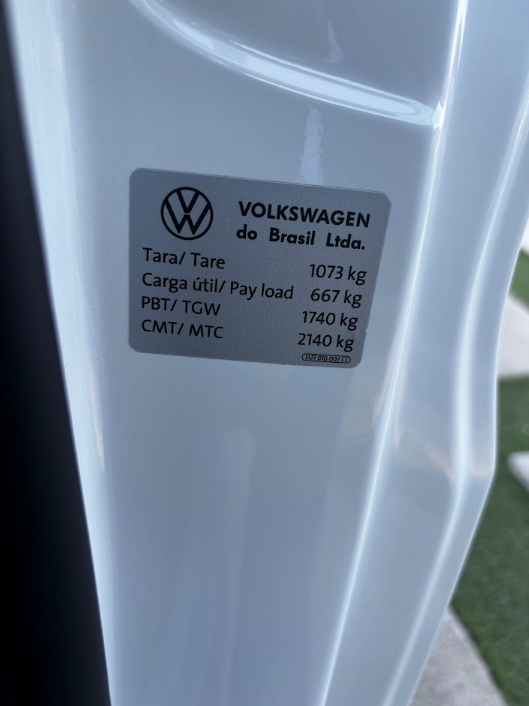 VOLKSWAGEN
do Brasil Ltda.
Tara/ Tare 1073 kg
Carga útil/ Pay load 667 kg
PBT/ TGW 1740 kg
CMT/ MTC 2140 kg